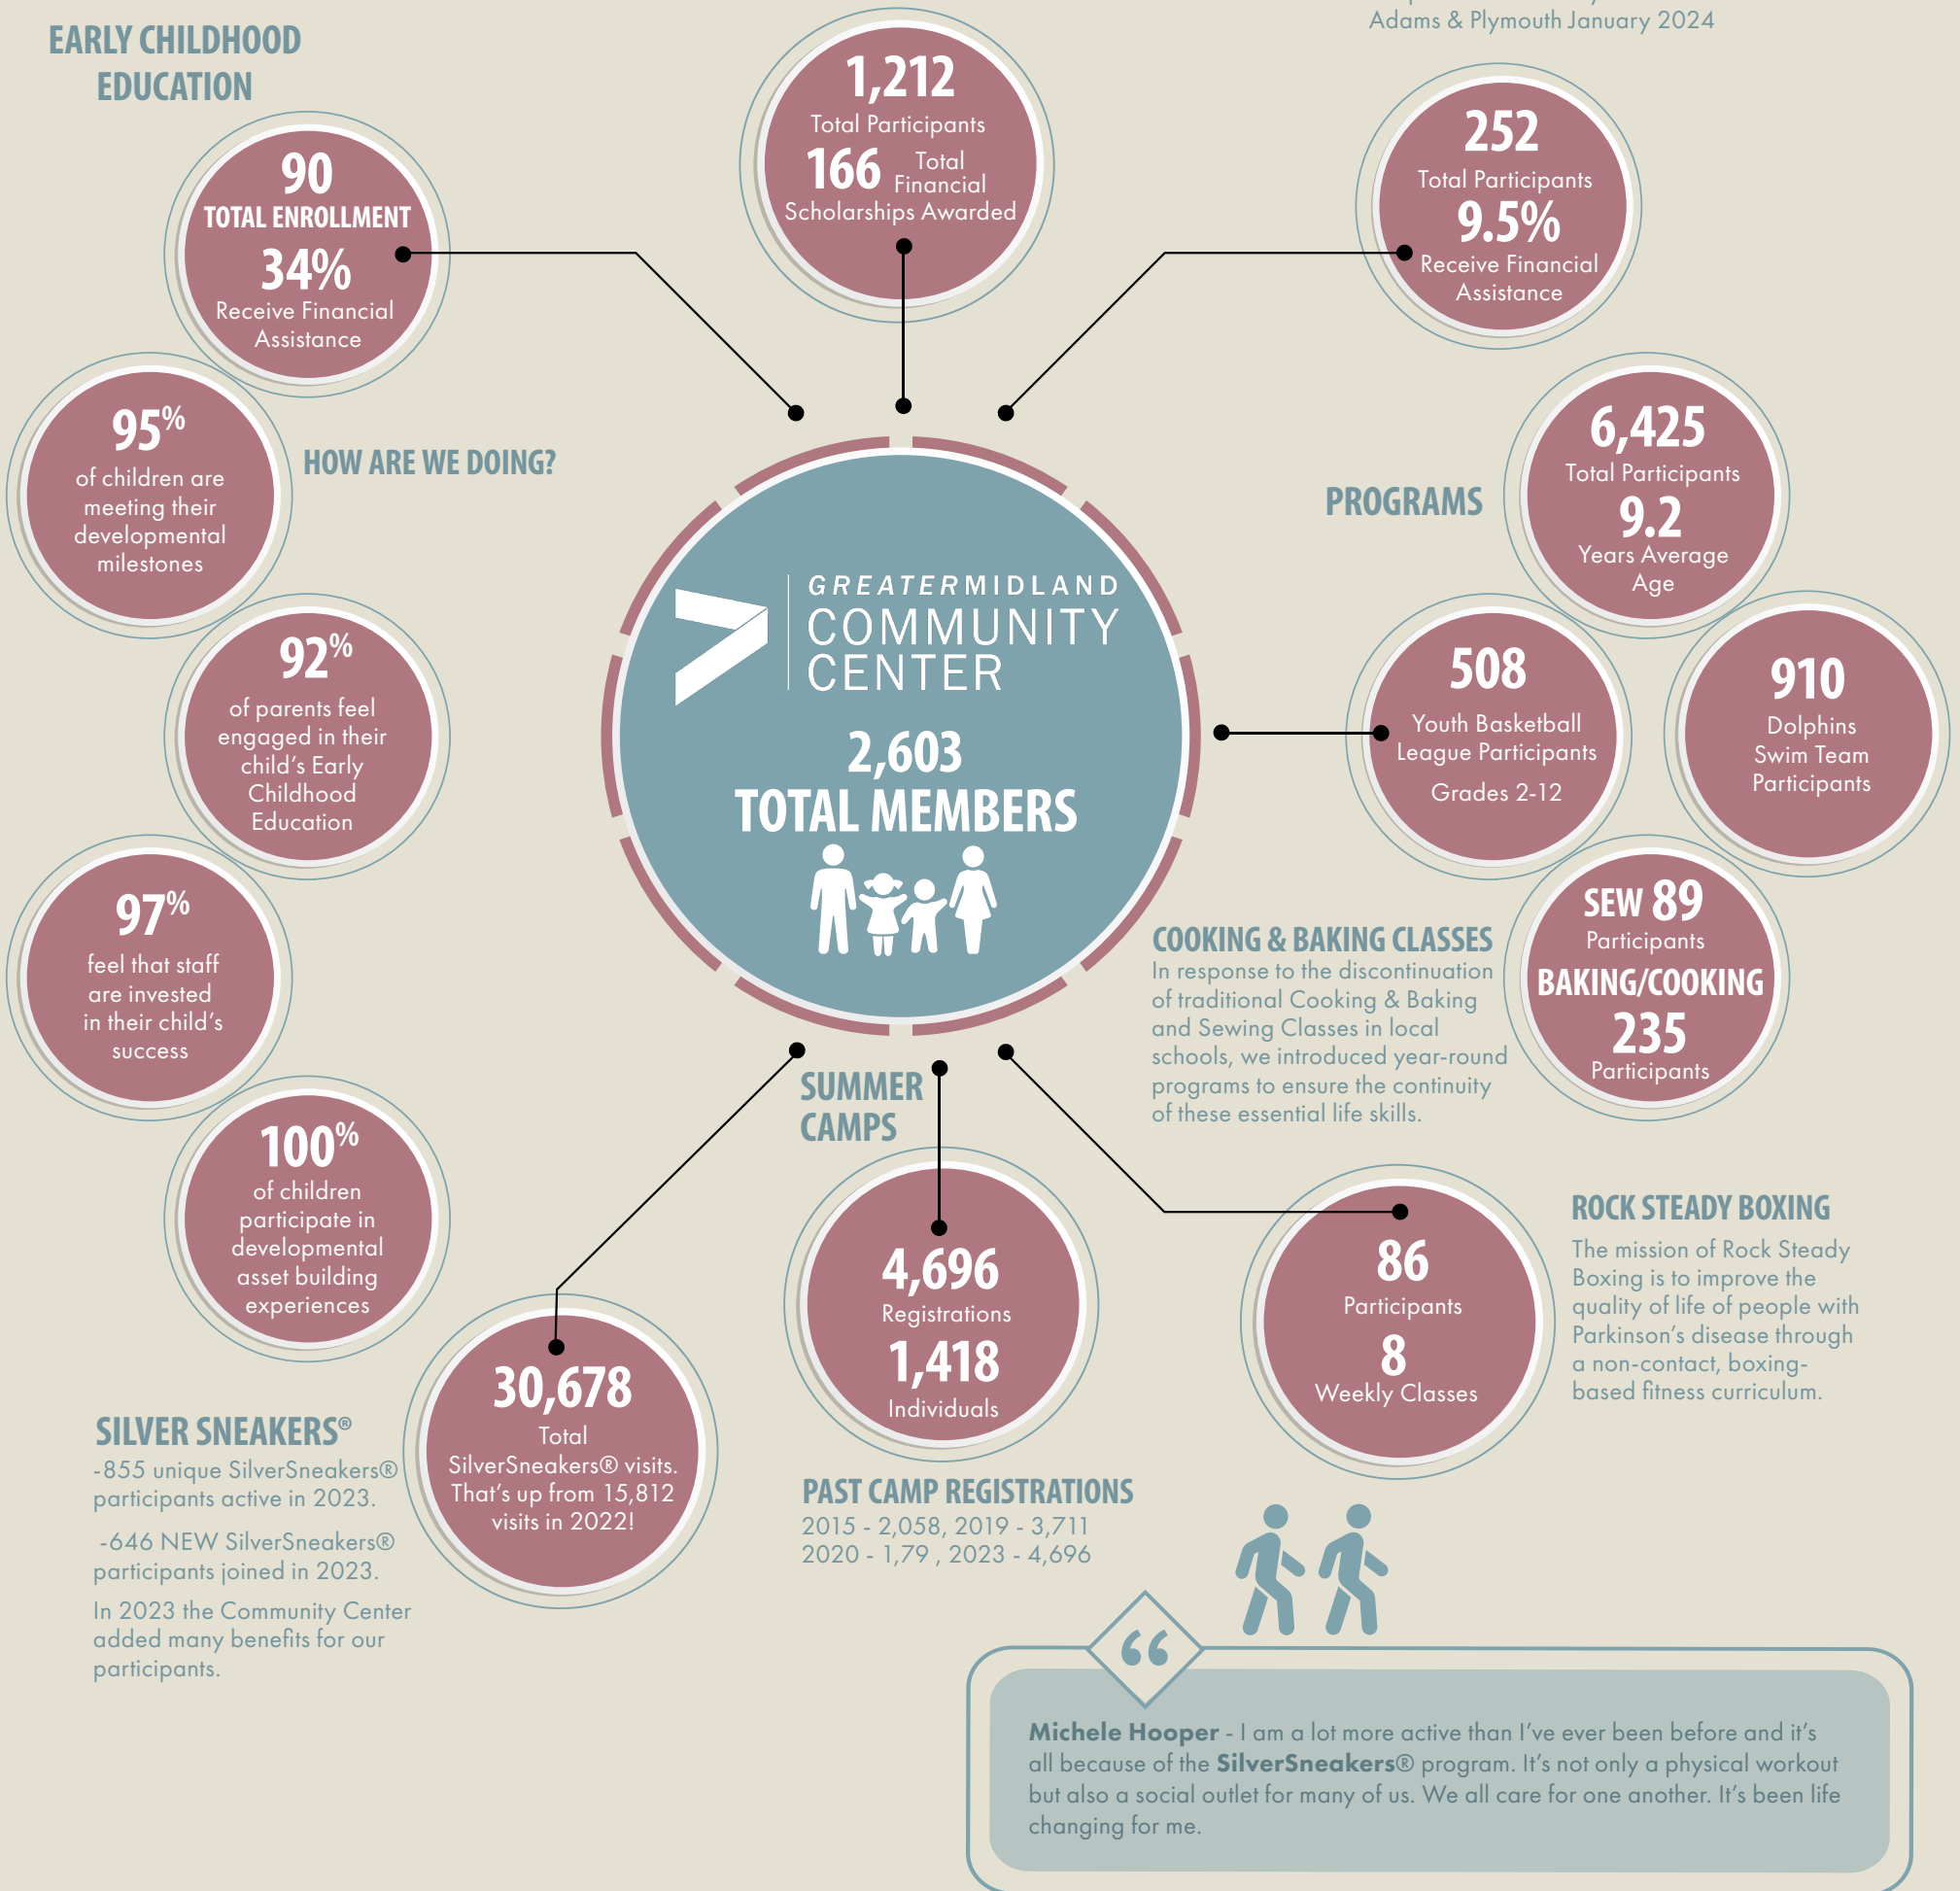 Adams & Plymouth January 2024
EARLY CHILDHOOD
EDUCATION
90
TOTAL ENROLLMENT
34%
Receive Financial
Assistance
1,212
Total Participants
166 Total
Financial
Scholarships Awarded
252
Total Participants
9.5%
Receive Financial
Assistance
95%
of children are
meeting their
developmental
milestones
HOW ARE WE DOING?
92%
of parents feel
engaged in their
child's Early
Childhood
Education
97%
feel that staff
are invested
in their child's
success
100%
of children
participate in
developmental
asset building
experiences
GREATERMIDLAND
COMMUNITY
CENTER
2,603
TOTAL MEMBERS
PROGRAMS
6,425
Total Participants
9.2
Years Average
Age
508
Youth Basketball
League Participants
Grades 2-12
910
Dolphins
Swim Team
Participants
SEW 89
Participants
BAKING/COOKING
235
Participants
COOKING & BAKING CLASSES
In response to the discontinuation
of traditional Cooking & Baking
and Sewing Classes in local
schools, we introduced year-round
programs to ensure the continuity
of these essential life skills.
SUMMER
CAMPS
4,696
Registrations
1,418
Individuals
PAST CAMP REGISTRATIONS
2015 - 2,058, 2019 - 3,711
2020 - 1,79 , 2023 - 4,696
86
Participants
8
Weekly Classes
ROCK STEADY BOXING
The mission of Rock Steady
Boxing is to improve the
quality of life of people with
Parkinson's disease through
a non-contact, boxing-
based fitness curriculum.
30,678
Total
SilverSneakers® visits.
That's up from 15,812
visits in 2022!
SILVER SNEAKERS®
-855 unique SilverSneakers®
participants active in 2023.
-646 NEW SilverSneakers®
participants joined in 2023.
In 2023 the Community Center
added many benefits for our
participants.
“
Michele Hooper - I am a lot more active than I've ever been before and it's
all because of the SilverSneakers® program. It's not only a physical workout
but also a social outlet for many of us. We all care for one another. It's been life
changing for me.